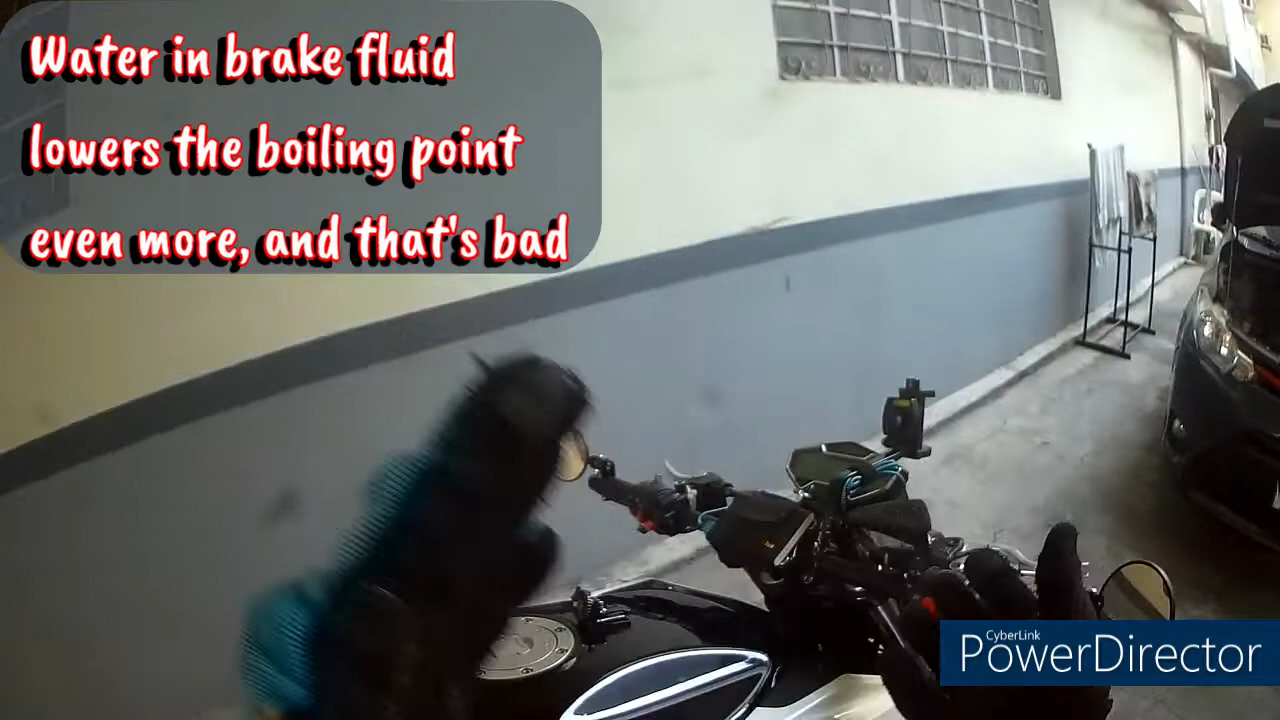 Water in brake fluid
lowers the boiling point
even more, and that's bad
CyberLink
PowerDirector